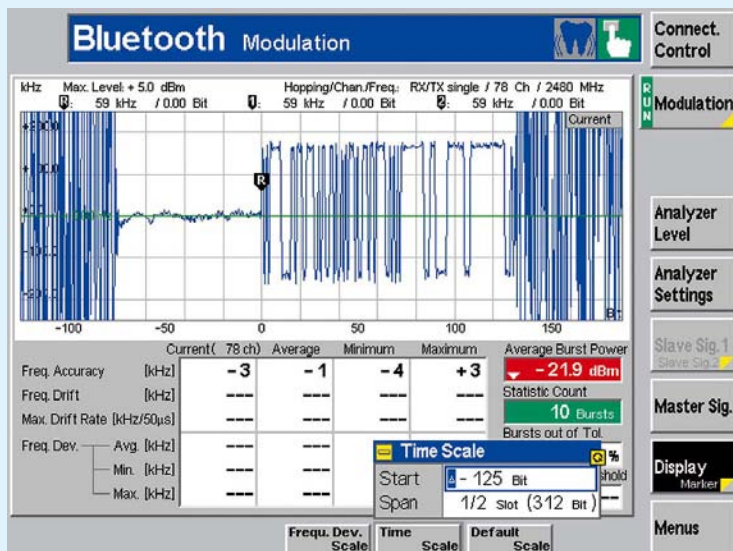 Bluetooth Modulation
Connect. Control
RUN
Modulation
Analyzer Level
Analyzer Settings
Slave Sig.1
Slave Sig.2
Master Sig.
Display
Marker
Menus
kHz Max. Level: + 5.0 dBm Hopping/Chan./Freq.: RX/TX single / 78 Ch / 2480 MHz
R: 59 kHz / 0.00 Bit 1: 59 kHz / 0.00 Bit 2: 59 kHz / 0.00 Bit
Current
R
Bit
-100 -50 0 50 100 150
Current( 78 ch) Average Minimum Maximum
Freq. Accuracy [kHz] - 3 - 1 - 4 + 3
Freq. Drift [kHz] --- --- --- ---
Max. Drift Rate [kHz/50µs] --- --- --- ---
Freq. Dev. Avg. [kHz] --- ---
Min. [kHz] --- ---
Max. [kHz] --- ---
Average Burst Power
- 21.9 dBm
Statistic Count
10 Bursts
Bursts out of Tol.
%
Time Scale
Start - 125 Bit
Span 1/2 Slot (312 Bit)
Frequ. Dev. Scale
Time Scale
Default Scale